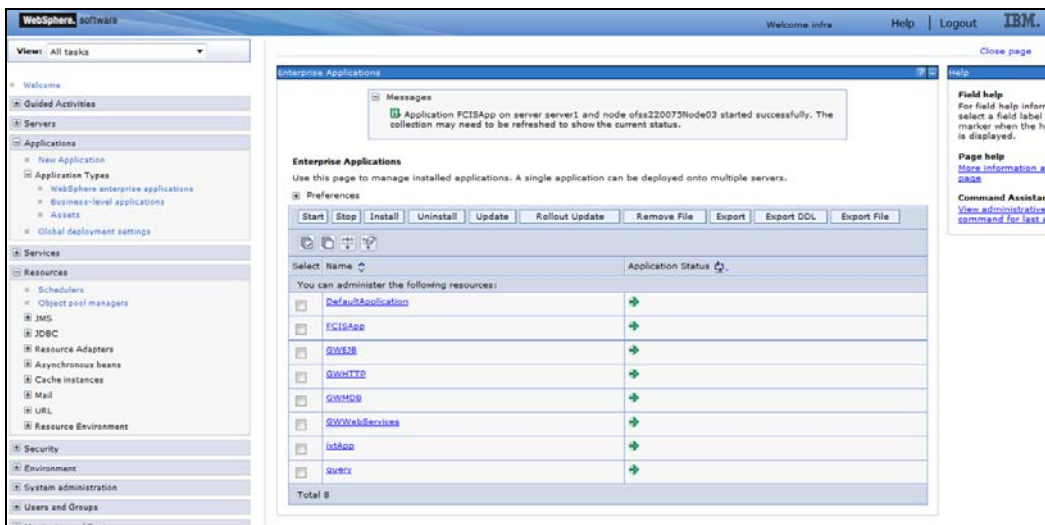 WebSphere. software
Welcome infra
Help | Logout
IBM.
View: All tasks
Close page
Welcome
Guided Activities
Servers
Applications
New Application
Application Types
WebSphere enterprise applications
Business-level applications
Assets
Global deployment settings
Services
Resources
Schedulers
Object pool managers
JMS
JDBC
Resource Adapters
Asynchronous beans
Cache instances
Mail
URL
Resource Environment
Security
Environment
System administration
Users and Groups
Enterprise Applications
Messages
Application FCISApp on server server1 and node ofss220075Node03 started successfully. The
collection may need to be refreshed to show the current status.
Enterprise Applications
Use this page to manage installed applications. A single application can be deployed onto multiple servers.
Preferences
Start Stop Install Uninstall Update Rollout Update Remove File Export Export DDL Export File
Select Name Application Status
You can administer the following resources:
DefaultApplication
FCISApp
GWEJB
GWHTTP
GWMDB
GWWebServices
ivtApp
query
Total 8
Help
Field help
For field help inform
select a field label
marker when the h
is displayed.
Page help
More information a
page
Command Assistan
View administrative
command for last a